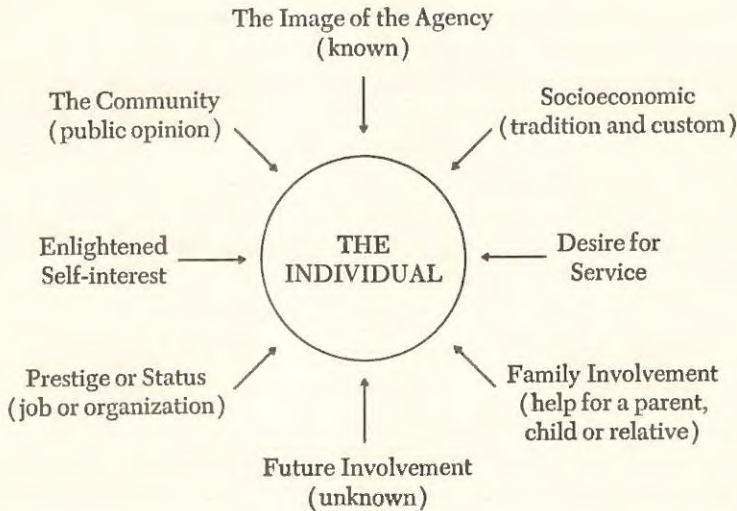 The Image of the Agency
(known)
The Community
(public opinion)
Socioeconomic
(tradition and custom)
Enlightened
Self-interest
THE
INDIVIDUAL
Desire for
Service
Prestige or Status
(job or organization)
Family Involvement
(help for a parent,
child or relative)
Future Involvement
(unknown)